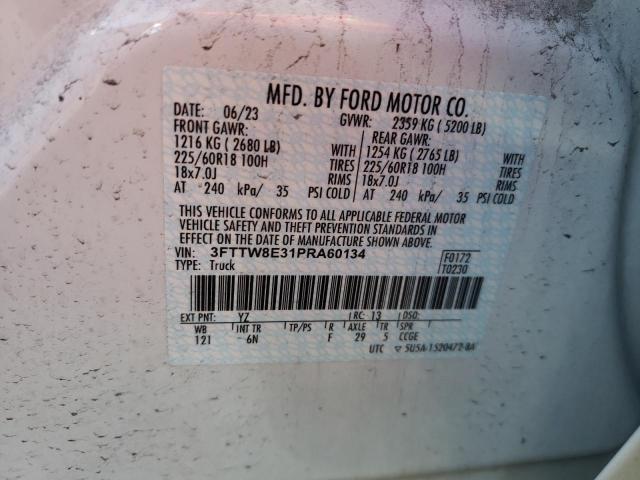 MFD. BY FORD MOTOR CO.
DATE: 06/23 GVWR: 2359 KG ( 5200 LB)
FRONT GAWR: REAR GAWR:
1216 KG ( 2680 LB) WITH 1254 KG ( 2765 LB) WITH
225/60R18 100H TIRES 225/60R18 100H TIRES
18x7.0J RIMS 18x7.0J RIMS
AT 240 kPa/ 35 PSI COLD AT 240 kPa/ 35 PSI COLD
THIS VEHICLE CONFORMS TO ALL APPLICABLE FEDERAL MOTOR
VEHICLE SAFETY AND THEFT PREVENTION STANDARDS IN
EFFECT ON THE DATE OF MANUFACTURE SHOWN ABOVE.
VIN: 3FTTW8E31PRA60134 F0172
TYPE: Truck T0230
EXT PNT: YZ RC: 13 DSO:
WB INT TR TP/PS R AXLE TR SPR
121 6N F 29 5 CCGE
UTC ▽ 5U5A-1520472-BA